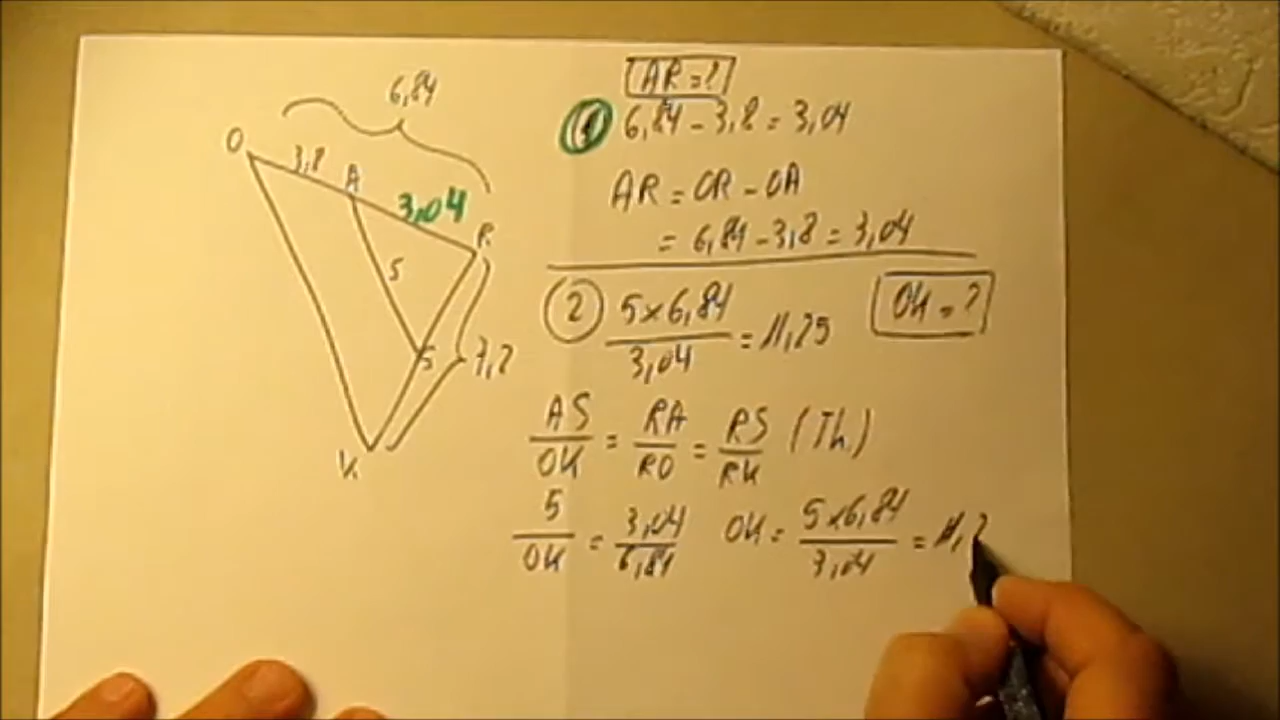 6,84
O
3,8
A
3,04
R
5
S
7,2
K
AR = ?
1 6,84 - 3,8 = 3,04
AR = OR - OA
= 6,84 - 3,8 = 3,04
2 5 x 6,84 / 3,04 = 11,25
OK = ?
AS / OK = RA / RO = RS / RK (Th.)
5 / OK = 3,04 / 6,84 OK = 5 x 6,84 / 3,04 = 11,2